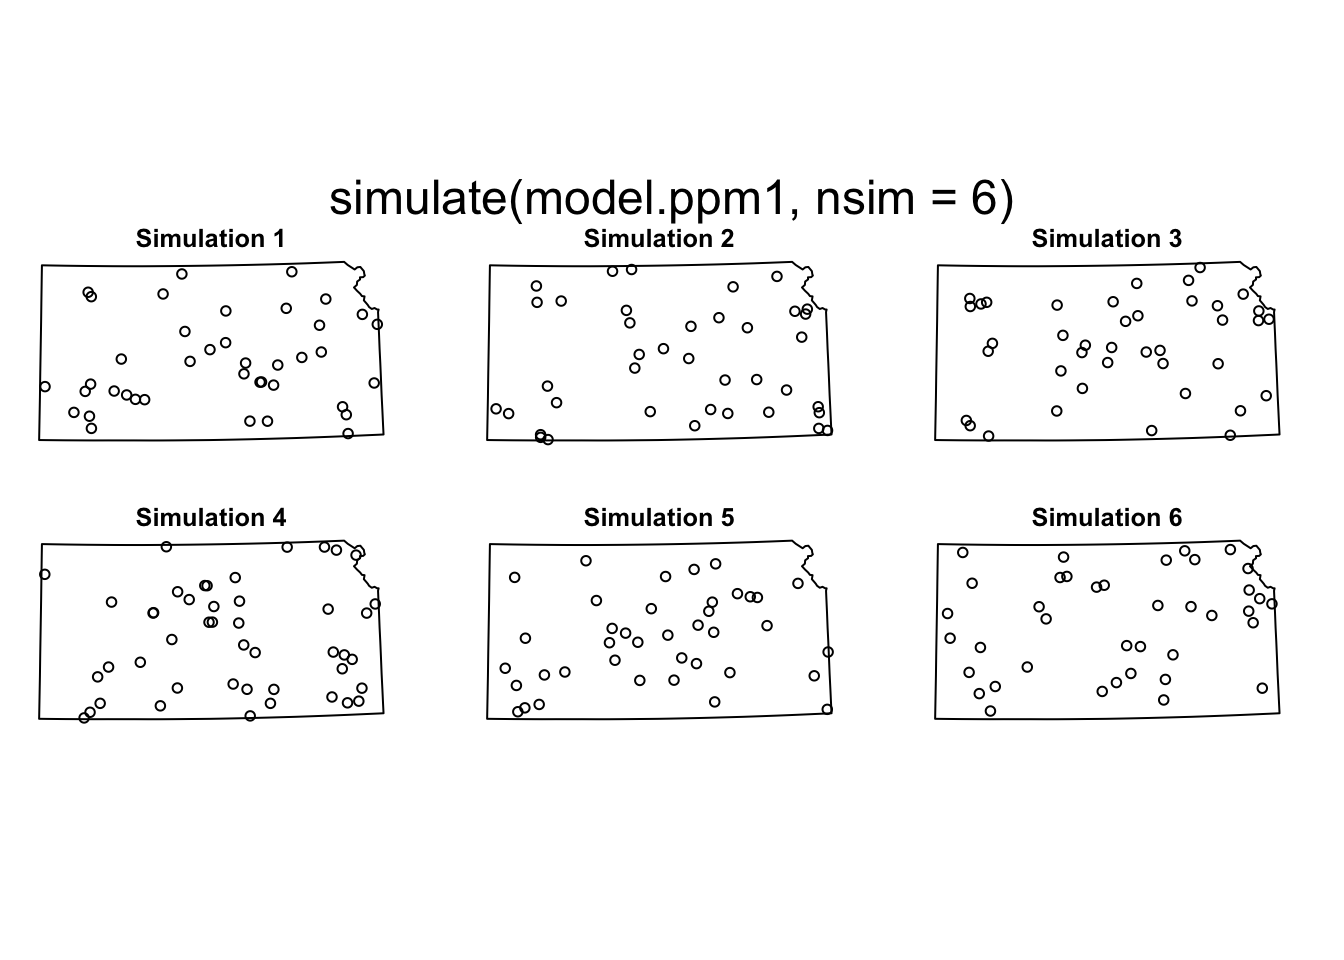 simulate(model.ppm1, nsim = 6)
Simulation 1
Simulation 2
Simulation 3
Simulation 4
Simulation 5
Simulation 6